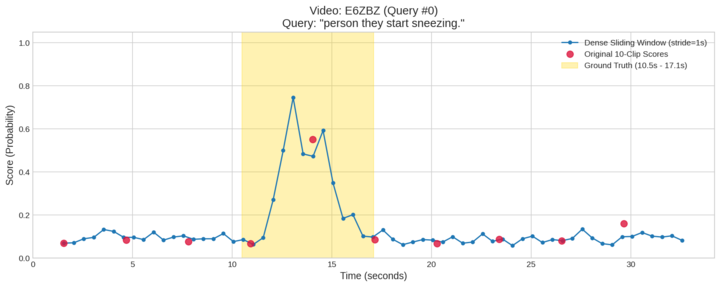 Video: E6ZBZ (Query #0)
Query: "person they start sneezing."
Dense Sliding Window (stride=1s)
Original 10-Clip Scores
Ground Truth (10.5s - 17.1s)
Score (Probability)
1.0
0.8
0.6
0.4
0.2
0.0
0 5 10 15 20 25 30
Time (seconds)